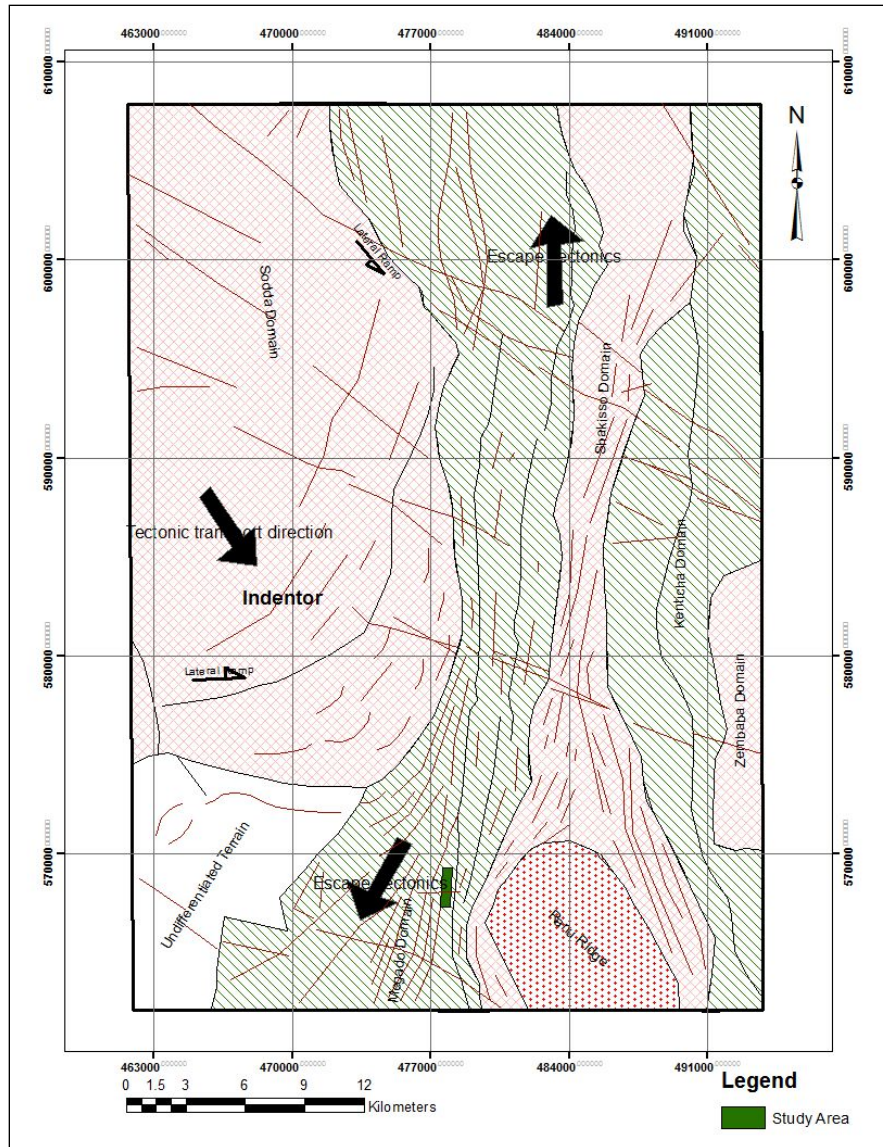 463000 470000 477000 484000 491000
610000
610000
N
Lateral Ramp
Escape Tectonics
600000
600000
Sodda Domain
Shakisso Domain
590000
590000
Tectonic transport direction
Indentor
Kenticha Domain
580000
580000
Lateral Ramp
Zembaba Domain
570000
570000
Undifferentiated Terrain
Escape Tectonics
Megado Domain
Ridge
463000 470000 477000 484000 491000
0 1.5 3 6 9 12
Kilometers
Legend
Study Area